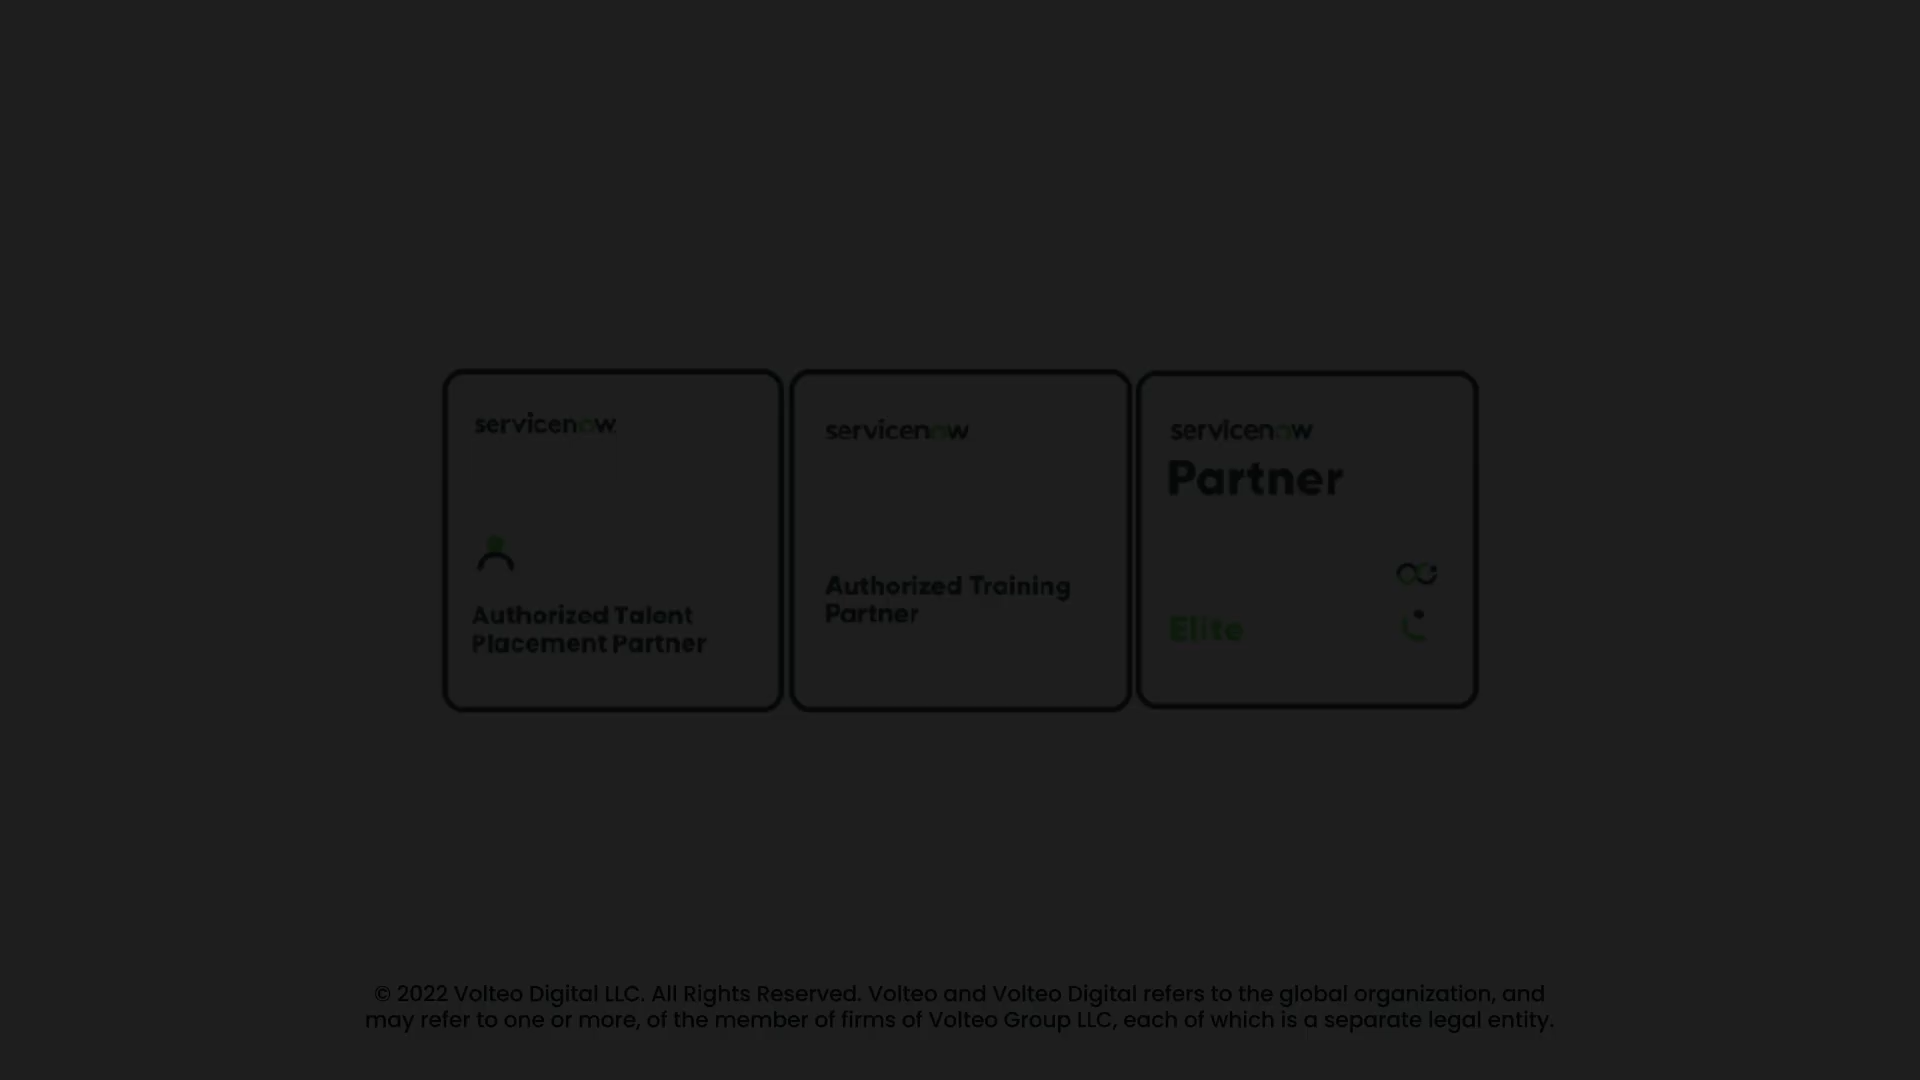 servicenow
Authorized Talent
Placement Partner
servicenow
Authorized Training
Partner
servicenow
Partner
Elite
© 2022 Volteo Digital LLC. All Rights Reserved. Volteo and Volteo Digital refers to the global organization, and
may refer to one or more, of the member of firms of Volteo Group LLC, each of which is a separate legal entity.